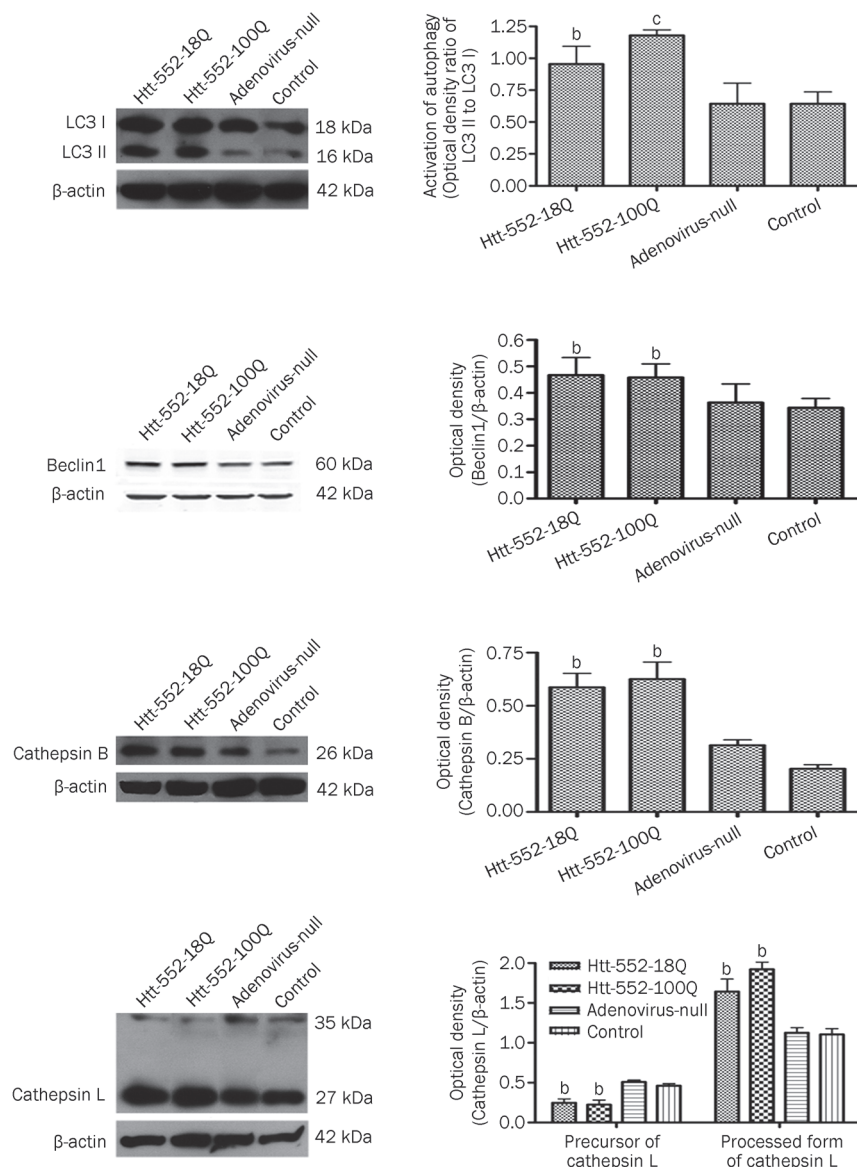 Htt-552-18Q
Htt-552-100Q
Adenovirus-null
Control
LC3 I
18 kDa
LC3 II
16 kDa
β-actin
42 kDa
Activation of autophagy
(Optical density ratio of
LC3 II to LC3 I)
1.25
1.00
0.75
0.50
0.25
0.00
b
c
Htt-552-18Q
Htt-552-100Q
Adenovirus-null
Control
Htt-552-18Q
Htt-552-100Q
Adenovirus-null
Control
Beclin1
60 kDa
β-actin
42 kDa
Optical density
(Beclin1/β-actin)
0.6
0.5
0.4
0.3
0.2
0.1
0.0
b
b
Htt-552-18Q
Htt-552-100Q
Adenovirus-null
Control
Htt-552-18Q
Htt-552-100Q
Adenovirus-null
Control
Cathepsin B
26 kDa
β-actin
42 kDa
Optical density
(Cathepsin B/β-actin)
0.75
0.50
0.25
0.00
b
b
Htt-552-18Q
Htt-552-100Q
Adenovirus-null
Control
Htt-552-18Q
Htt-552-100Q
Adenovirus-null
Control
35 kDa
Cathepsin L
27 kDa
β-actin
42 kDa
Optical density
(Cathepsin L/β-actin)
2.0
1.5
1.0
0.5
0.0
Htt-552-18Q
Htt-552-100Q
Adenovirus-null
Control
b
b
b
b
Precursor of
cathepsin L
Processed form
of cathepsin L